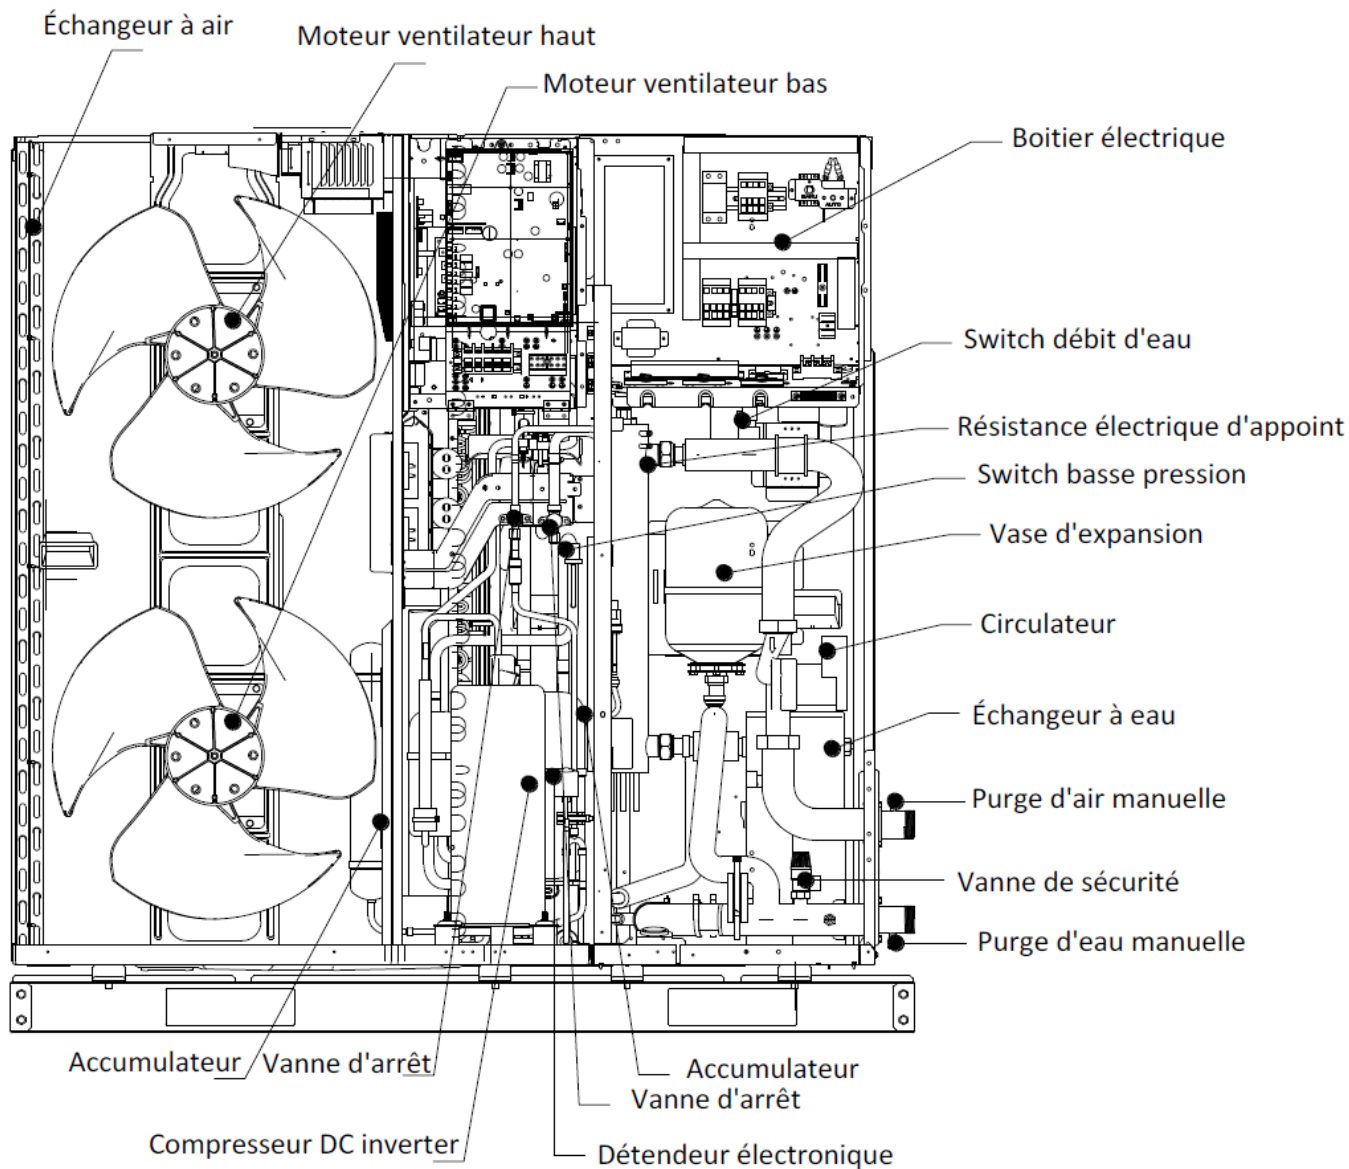 Échangeur à air
Moteur ventilateur haut
Moteur ventilateur bas
Boitier électrique
AUTO
Switch débit d'eau
Résistance électrique d'appoint
Switch basse pression
Vase d'expansion
Circulateur
Échangeur à eau
Purge d'air manuelle
Vanne de sécurité
Purge d'eau manuelle
Accumulateur
Vanne d'arrêt
Accumulateur
Vanne d'arrêt
Compresseur DC inverter
Détendeur électronique